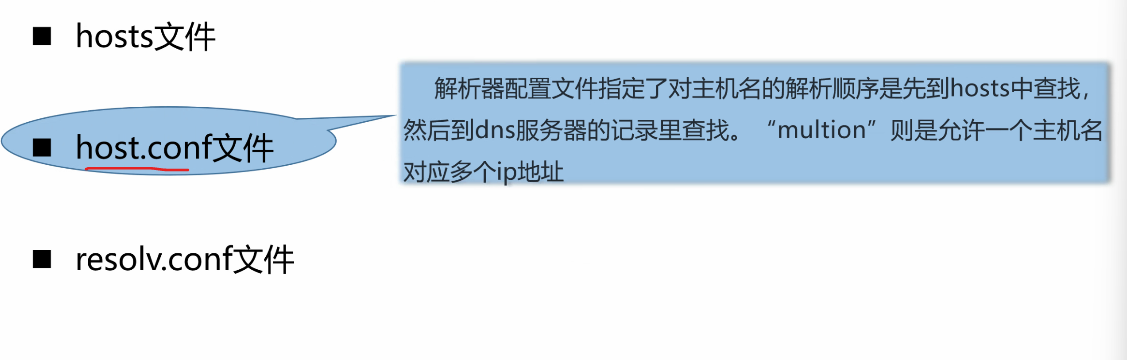 hosts文件
解析器配置文件指定了对主机名的解析顺序是先到hosts中查找，
然后到dns服务器的记录里查找。“multion”则是允许一个主机名
对应多个ip地址
host.conf文件
resolv.conf文件